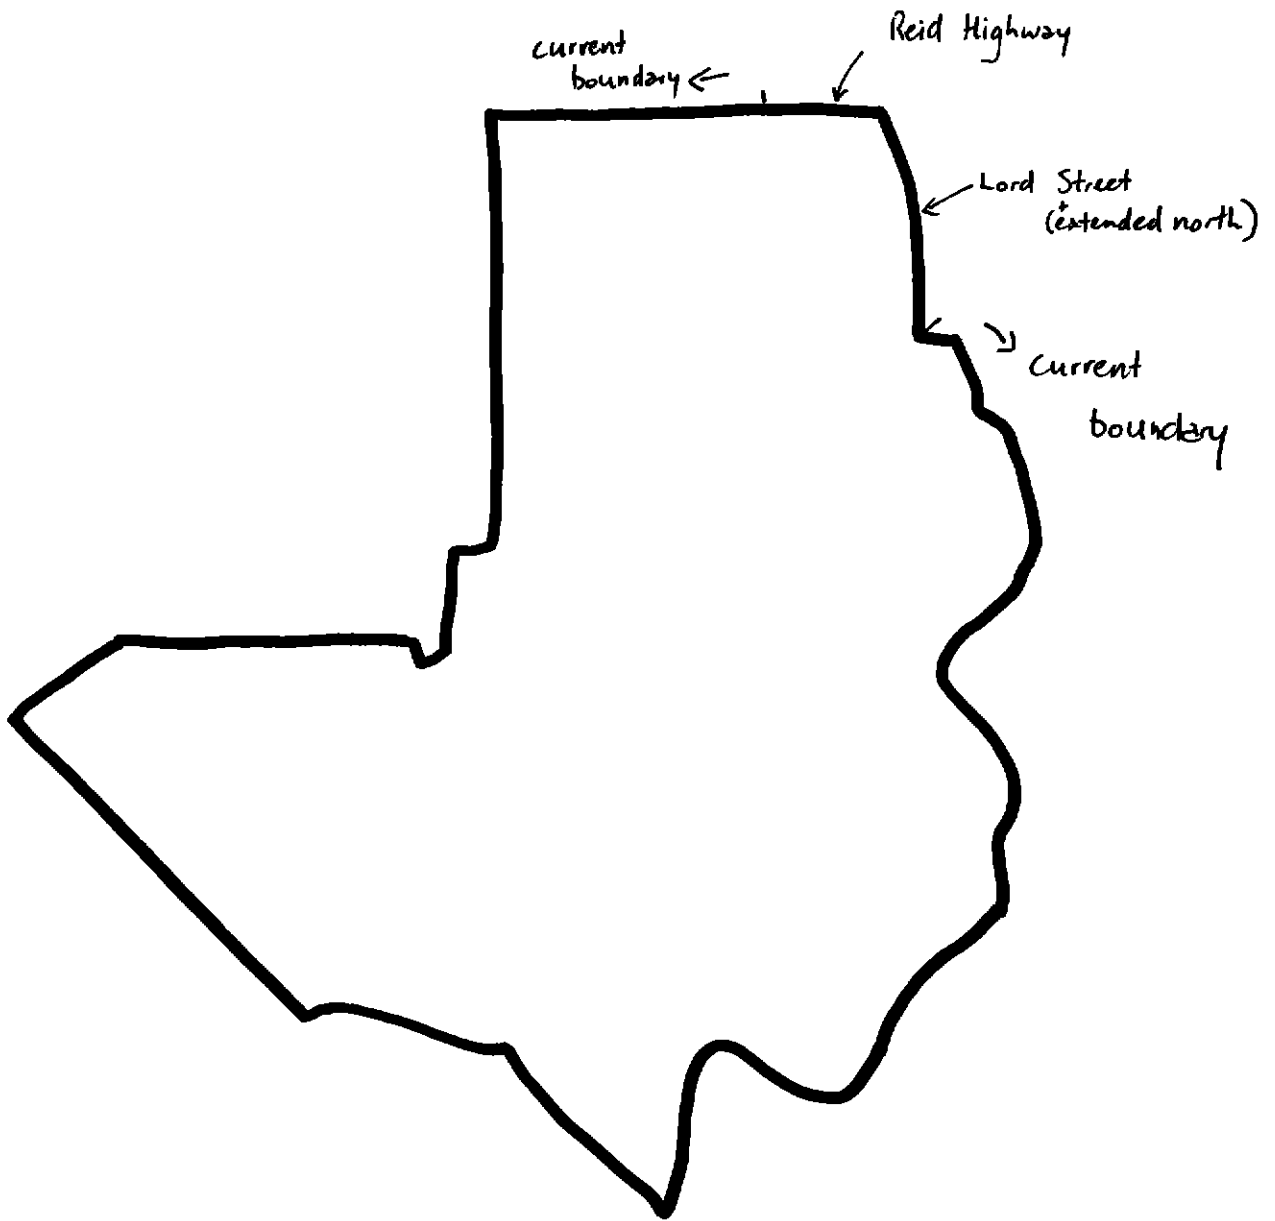 current
boundary
Reid Highway
Lord Street
(extended north)
current
boundary